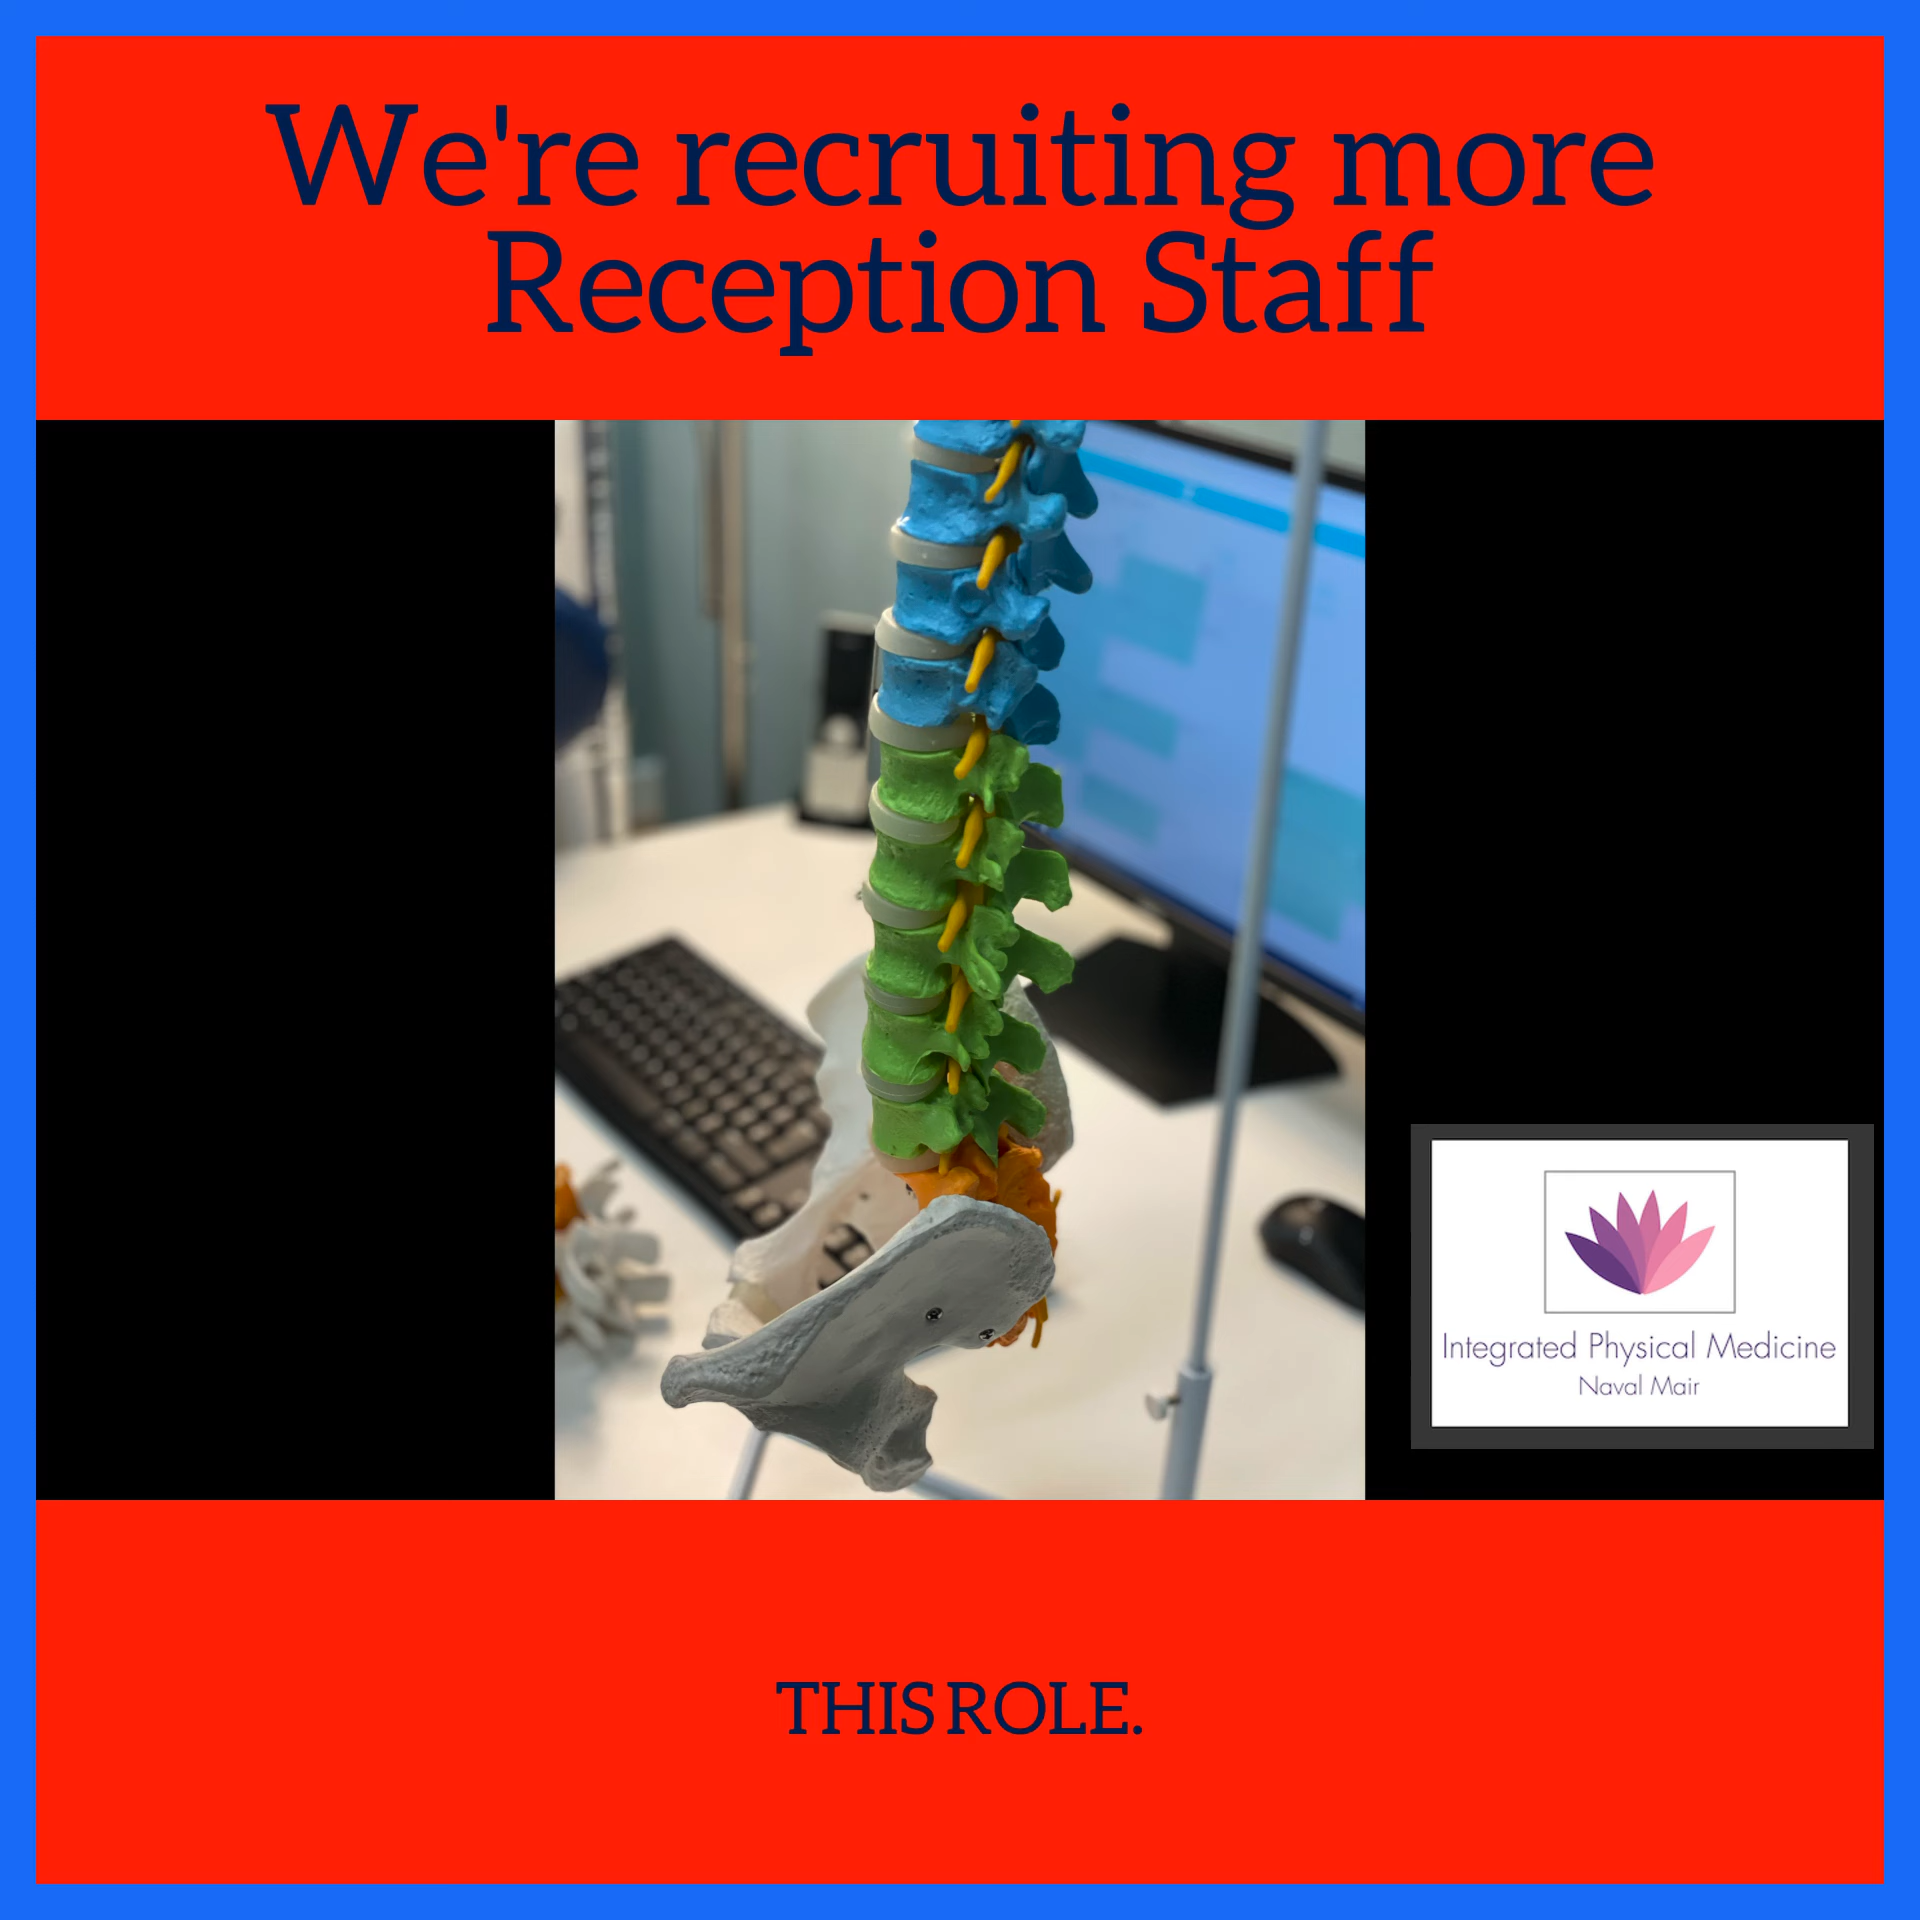 We're recruiting more
Reception Staff
Integrated Physical Medicine
Naval Mair
THIS ROLE.